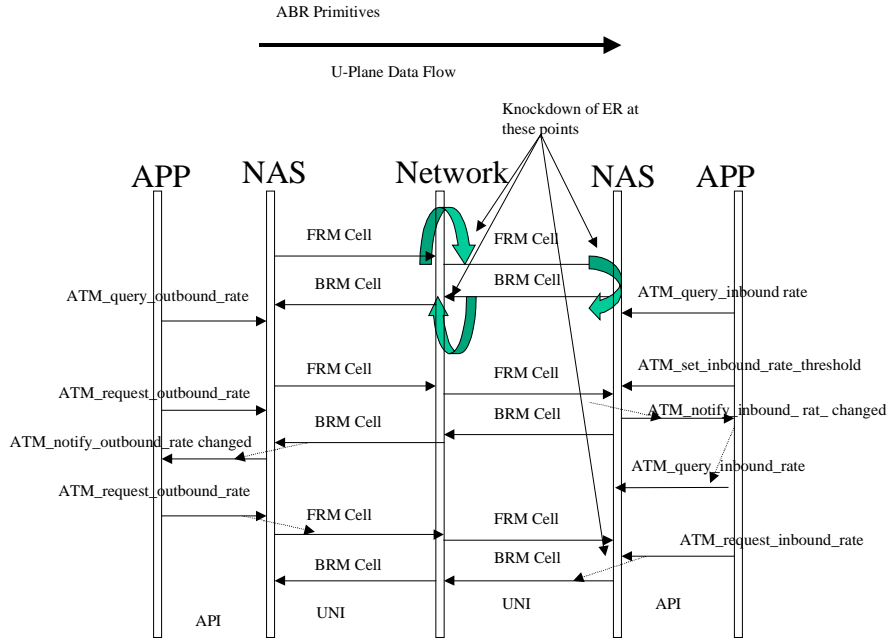 ABR Primitives
U-Plane Data Flow
Knockdown of ER at
these points
APP NAS Network NAS APP
FRM Cell FRM Cell
BRM Cell BRM Cell
ATM_query_outbound_rate ATM_query_inbound rate
FRM Cell FRM Cell ATM_set_inbound_rate_threshold
ATM_request_outbound_rate
BRM Cell BRM Cell ATM_notify_inbound_ rat_ changed
ATM_notify_outbound_rate changed
ATM_query_inbound_rate
ATM_request_outbound_rate
FRM Cell FRM Cell
ATM_request_inbound_rate
BRM Cell BRM Cell
API UNI UNI API